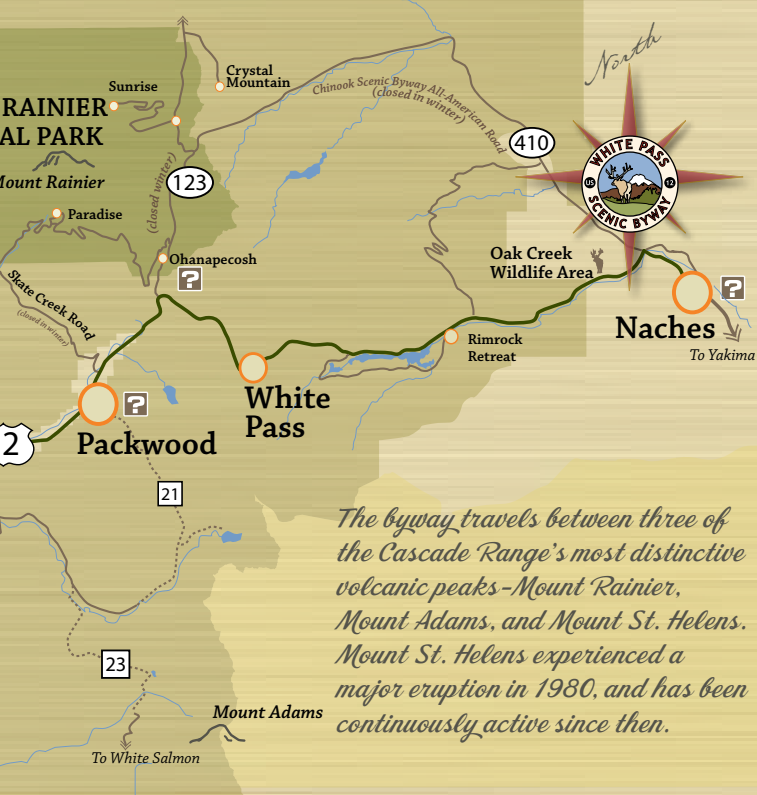 North
Crystal
Mountain
Sunrise
Chinook Scenic Byway All-American Road
(closed in winter)
RAINIER
AL PARK
Mount Rainier
410
WHITE PASS
US
12
SCENIC BYWAY
123
(closed winter)
Paradise
Ohanapecosh
?
Oak Creek
Wildlife Area
Skate Creek Road
(closed in winter)
?
Naches
To Yakima
Rimrock
Retreat
White
Pass
?
Packwood
2
21
The byway travels between three of
the Cascade Range's most distinctive
volcanic peaks–Mount Rainier,
Mount Adams, and Mount St. Helens.
Mount St. Helens experienced a
major eruption in 1980, and has been
continuously active since then.
23
Mount Adams
To White Salmon